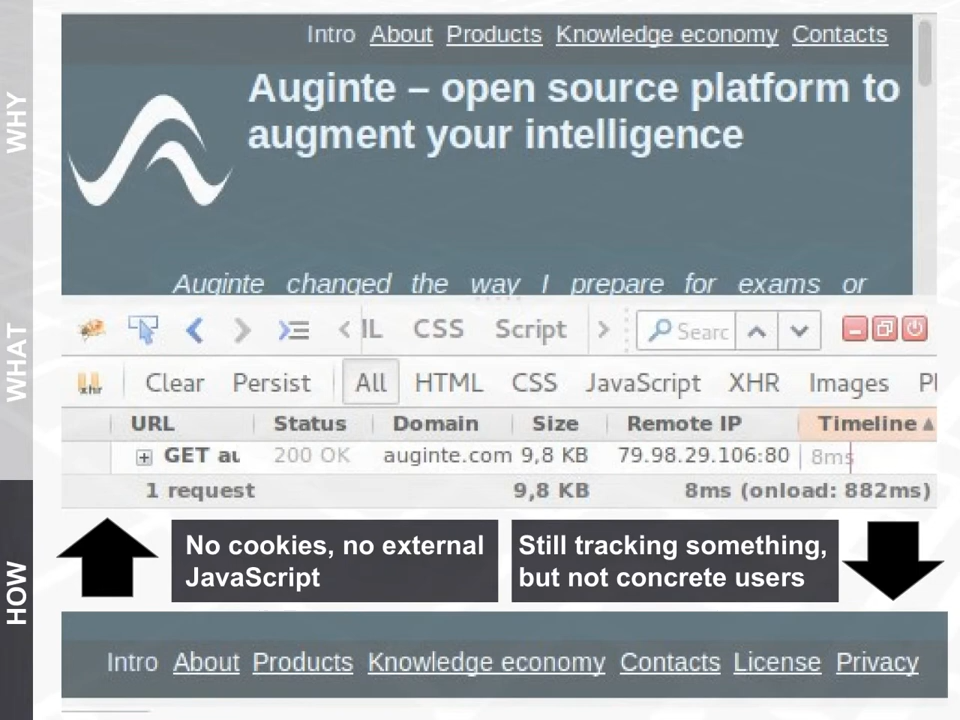 WHY
WHAT
HOW
Intro About Products Knowledge economy Contacts
Auginte – open source platform to
augment your intelligence
Auginte changed the way I prepare for exams or
CSS Script Searc
xhr Clear Persist All HTML CSS JavaScript XHR Images
URL Status Domain Size Remote IP Timeline
GET 200 OK auginte.com 9,8 KB 79.98.29.106:80 8ms
1 request 9,8 KB 8ms (onload: 882ms)
No cookies, no external
JavaScript
Still tracking something,
but not concrete users
Intro About Products Knowledge economy Contacts License Privacy